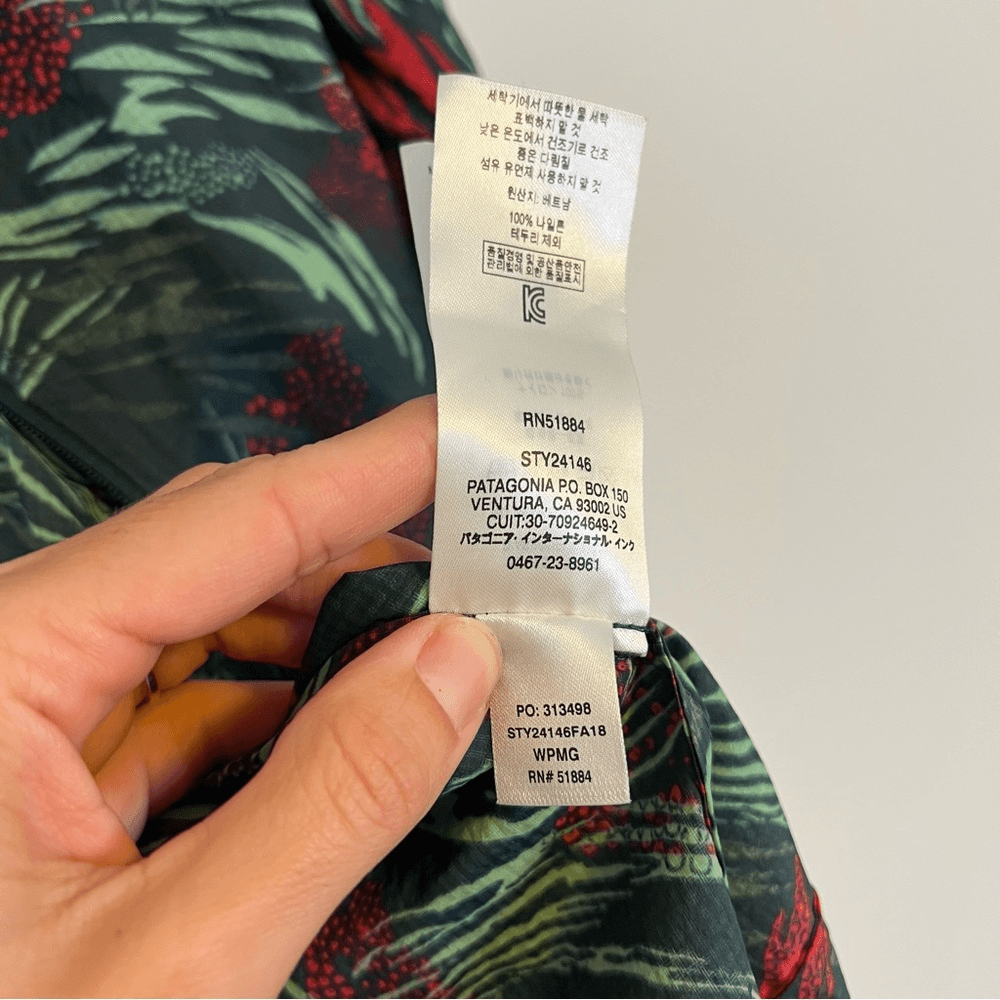 세탁기에서 따뜻한 물 세탁
표백하지 말 것
낮은 온도에서 건조기로 건조
중온 다림질
섬유 유연제 사용하지 말 것
원산지: 베트남
100% 나일론
테두리 제외
품질경영 및 공산품안전
관리법에 의한 품질표시
KC
RN51884
STY24146
PATAGONIA P.O. BOX 150
VENTURA, CA 93002 US
CUIT:30-70924649-2
パタゴニア・インターナショナル・インク
0467-23-8961
PO: 313498
STY24146FA18
WPMG
RN# 51884